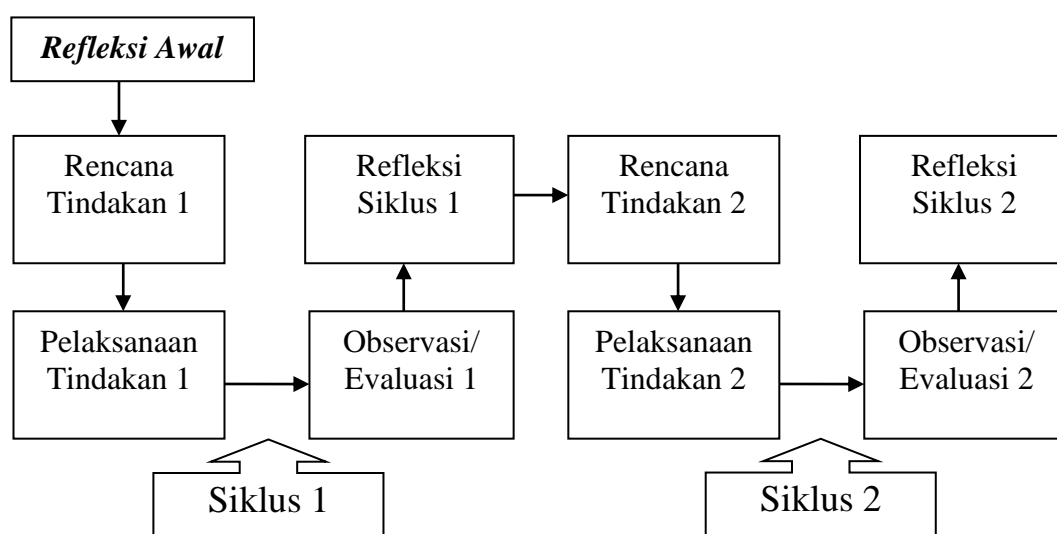 Refleksi Awal
Rencana
Tindakan 1
Refleksi
Siklus 1
Rencana
Tindakan 2
Refleksi
Siklus 2
Pelaksanaan
Tindakan 1
Observasi/
Evaluasi 1
Pelaksanaan
Tindakan 2
Observasi/
Evaluasi 2
Siklus 1
Siklus 2